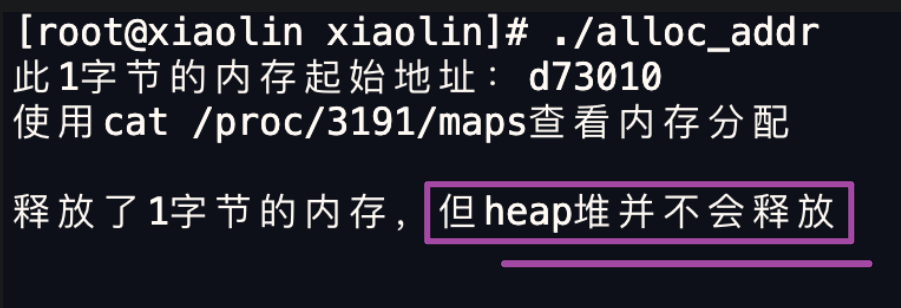 [root@xiaolin xiaolin]# ./alloc_addr
此1字节的内存起始地址：d73010
使用cat /proc/3191/maps查看内存分配
释放了1字节的内存，但heap堆并不会释放